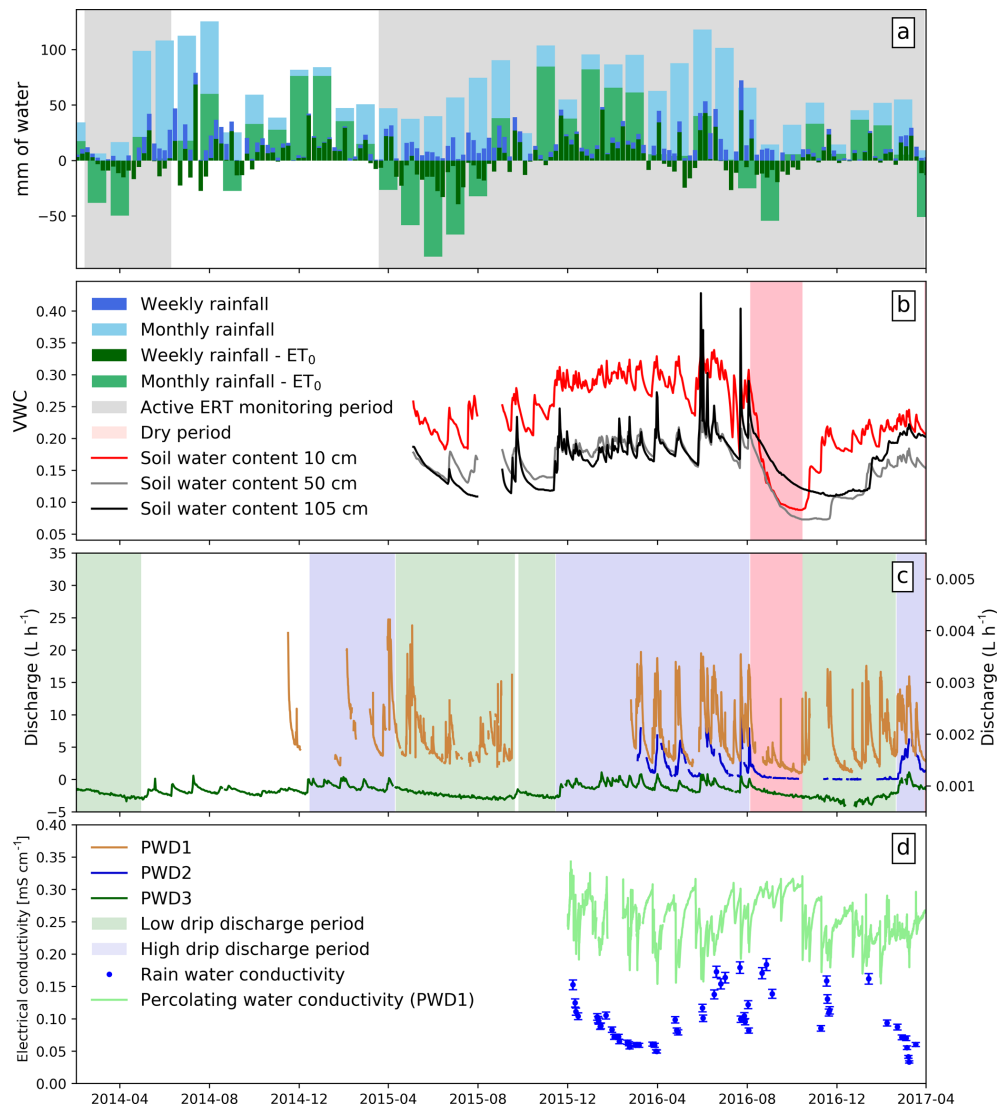 a
100
50
0
−50
mm of water
b
0.40
0.35
0.30
0.25
0.20
0.15
0.10
0.05
VWC
Weekly rainfall
Monthly rainfall
Weekly rainfall - ET₀
Monthly rainfall - ET₀
Active ERT monitoring period
Dry period
Soil water content 10 cm
Soil water content 50 cm
Soil water content 105 cm
c
35
30
25
20
15
10
5
0
−5
Discharge (L h⁻¹)
0.005
0.004
0.003
0.002
0.001
Discharge (L h⁻¹)
d
0.40
0.35
0.30
0.25
0.20
0.15
0.10
0.05
0.00
Electrical conductivity [mS cm⁻¹]
PWD1
PWD2
PWD3
Low drip discharge period
High drip discharge period
Rain water conductivity
Percolating water conductivity (PWD1)
2014-04 2014-08 2014-12 2015-04 2015-08 2015-12 2016-04 2016-08 2016-12 2017-04